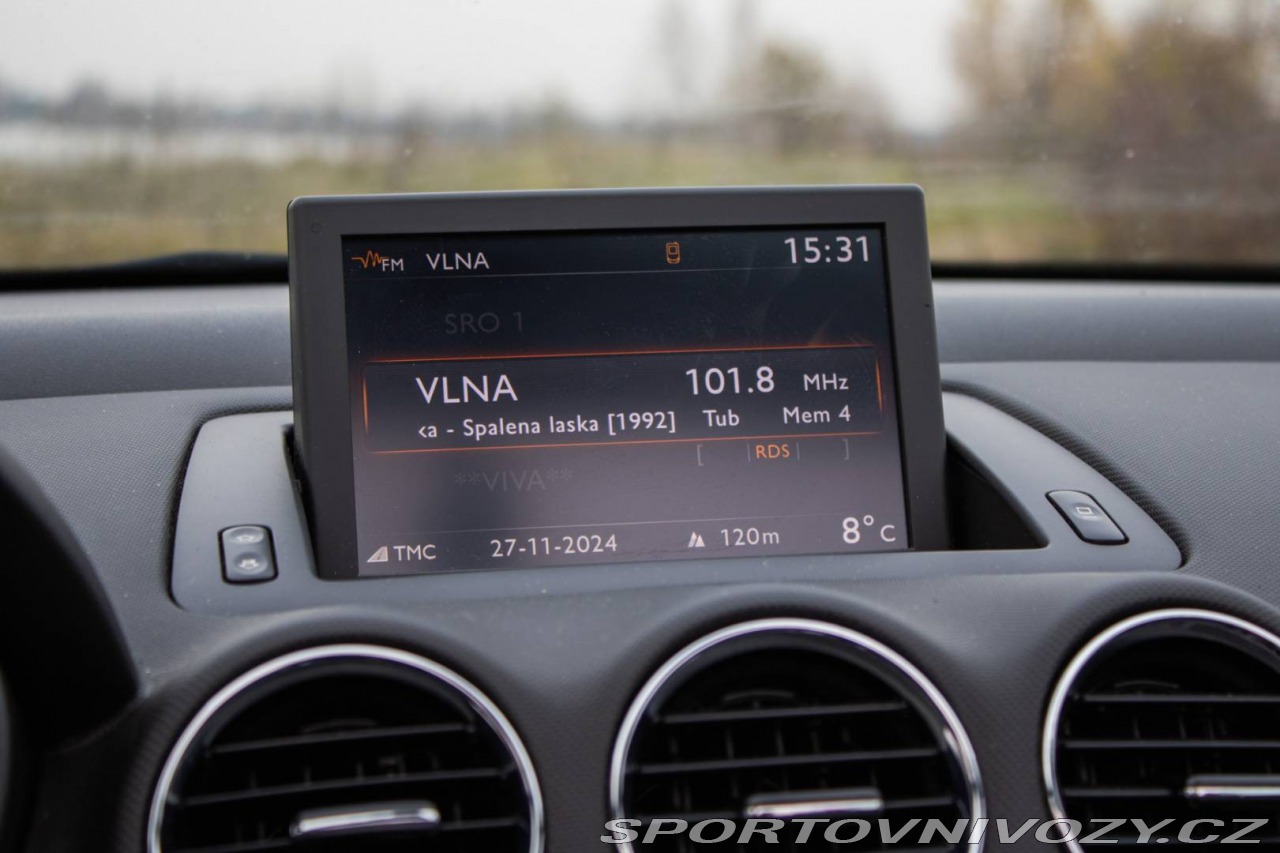 FM VLNA 15:31
SRO 1
VLNA 101.8 MHz
<a - Spalena laska [1992] Tub Mem 4
[ | RDS | ]
**VIVA**
TMC 27-11-2024 120m 8°C
SPORTOVNIVOZY.CZ